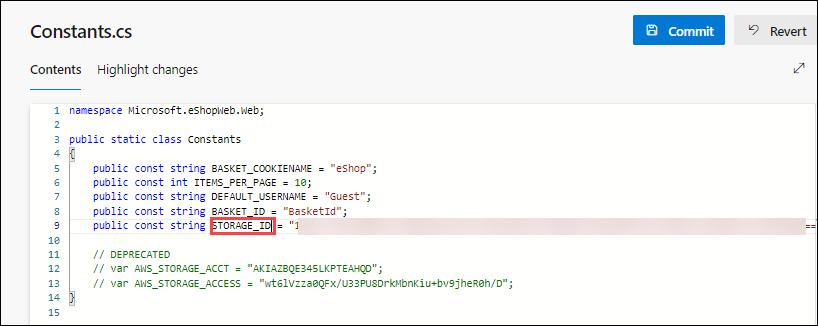 Constants.cs
Commit
Revert
Contents
Highlight changes
1 namespace Microsoft.eShopWeb.Web;
2
3 public static class Constants
4 {
5 public const string BASKET_COOKIENAME = "eShop";
6 public const int ITEMS_PER_PAGE = 10;
7 public const string DEFAULT_USERNAME = "Guest";
8 public const string BASKET_ID = "BasketId";
9 public const string STORAGE_ID = "1 ==
10
11 // DEPRECATED
12 // var AWS_STORAGE_ACCT = "AKIAZBQE345LKPTEAHQD";
13 // var AWS_STORAGE_ACCESS = "wt6lVzza0QFx/U33PU8DrkMbnKiu+bv9jheR0h/D";
14 }
15